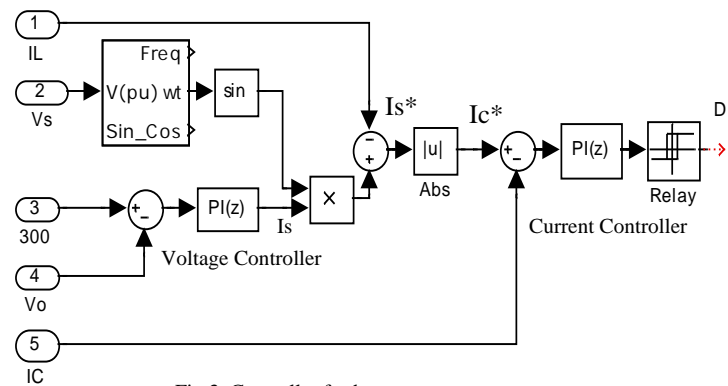 1
IL
Freq
V(pu) wt
Sin_Cos
sin
2
Vs
Is*
Ic*
D
|u|
Abs
PI(z)
Relay
3
300
PI(z)
Is
×
Voltage Controller
Current Controller
4
Vo
5
IC